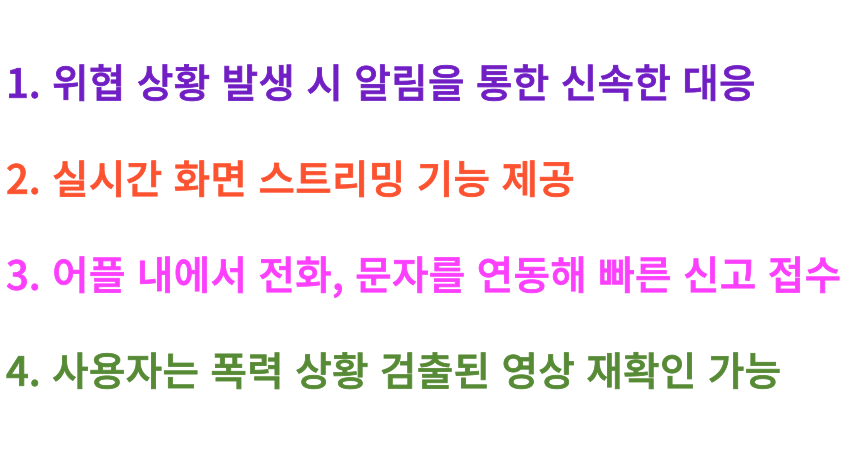 1. 위협 상황 발생 시 알림을 통한 신속한 대응
2. 실시간 화면 스트리밍 기능 제공
3. 어플 내에서 전화, 문자를 연동해 빠른 신고 접수
4. 사용자는 폭력 상황 검출된 영상 재확인 가능